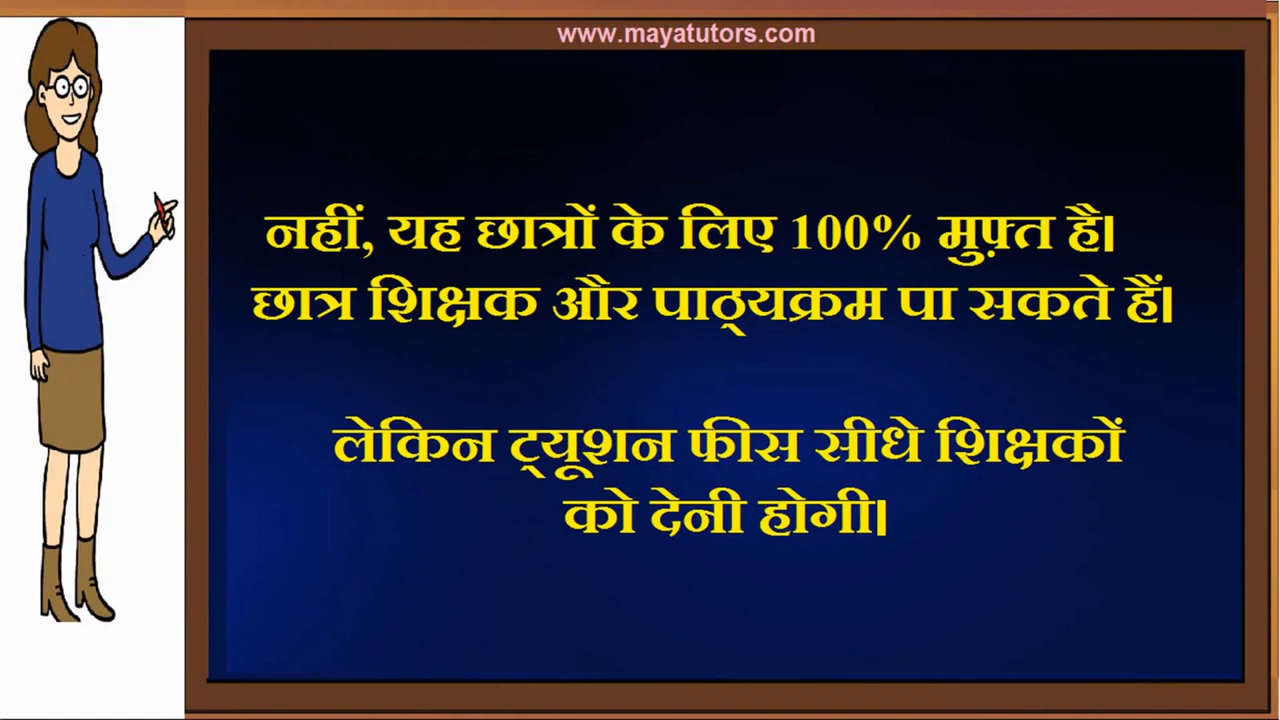 www.mayatutors.com
नहीं, यह छात्रों के लिए 100% मुफ़्त है।
छात्र शिक्षक और पाठ्यक्रम पा सकते हैं।
लेकिन ट्यूशन फीस सीधे शिक्षकों
को देनी होगी।